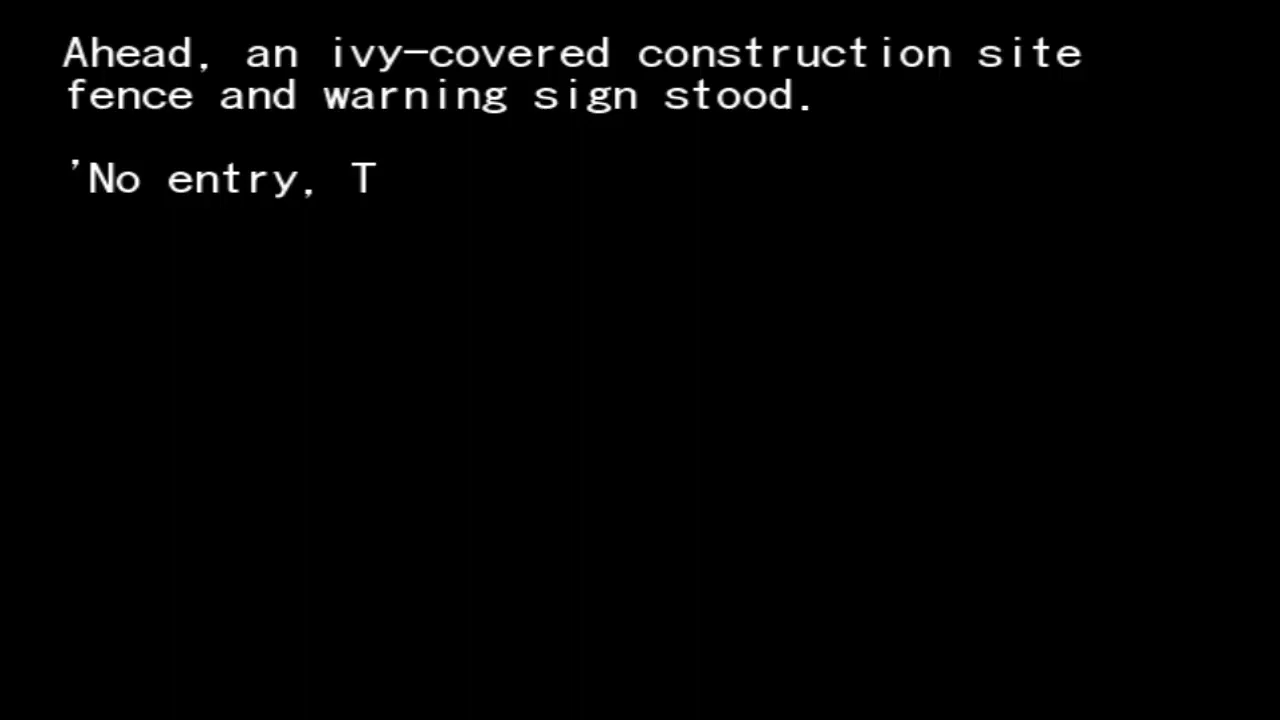 Ahead, an ivy-covered construction site
fence and warning sign stood.
'No entry, T